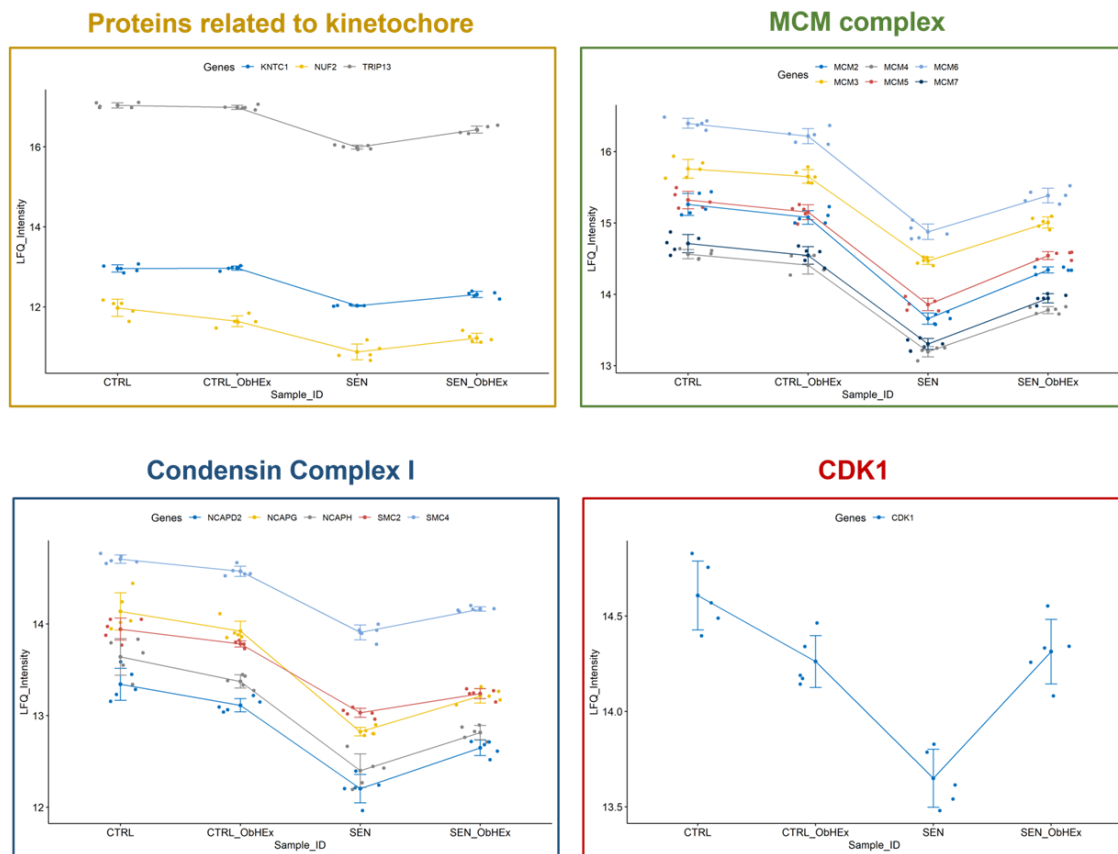 Proteins related to kinetochore
Genes KNTC1 NUF2 TRIP13
LFQ_Intensity
16
14
12
CTRL CTRL_ObHEx SEN SEN_ObHEx
Sample_ID
MCM complex
Genes MCM2 MCM4 MCM6
MCM3 MCM5 MCM7
LFQ_Intensity
16
15
14
13
CTRL CTRL_ObHEx SEN SEN_ObHEx
Sample_ID
Condensin Complex I
Genes NCAPD2 NCAPG NCAPH SMC2 SMC4
LFQ_Intensity
14
13
12
CTRL CTRL_ObHEx SEN SEN_ObHEx
Sample_ID
CDK1
Genes CDK1
LFQ_Intensity
14.5
14.0
13.5
CTRL CTRL_ObHEx SEN SEN_ObHEx
Sample_ID